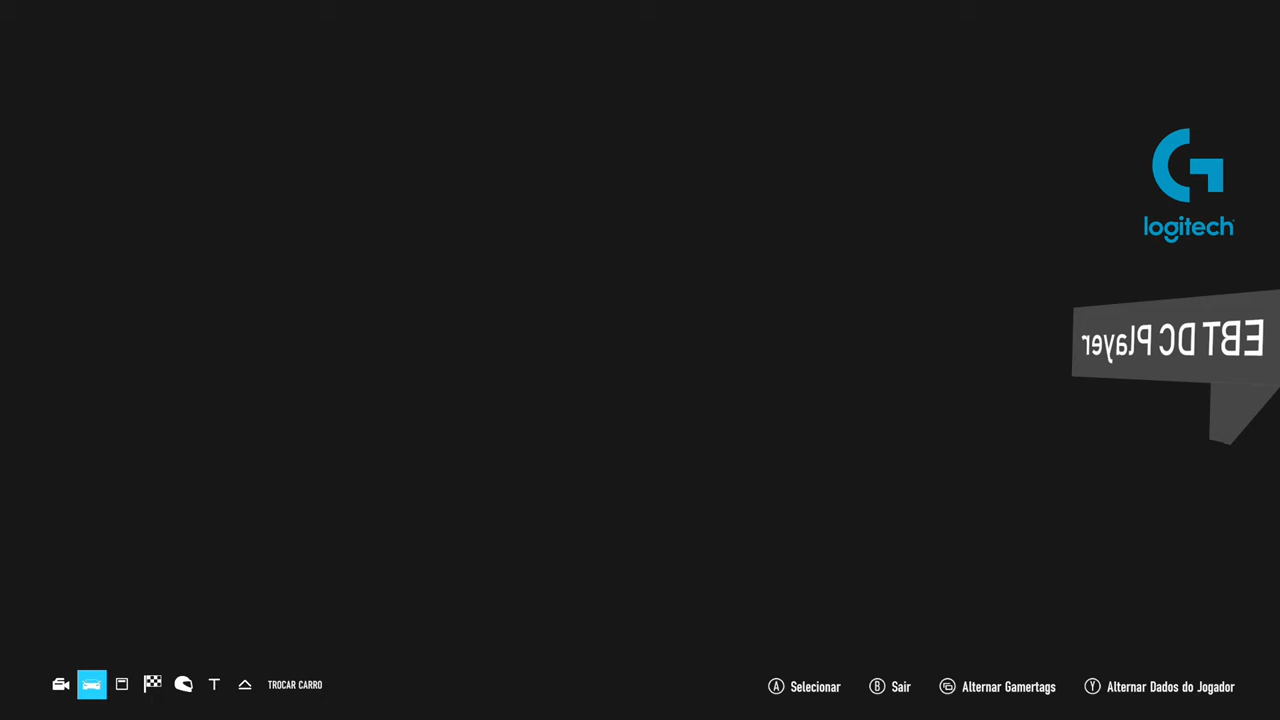 logitech
EBT DC Player
T TROCAR CARRO
A Selecionar B Sair Alternar Gamertags Y Alternar Dados do Jogador